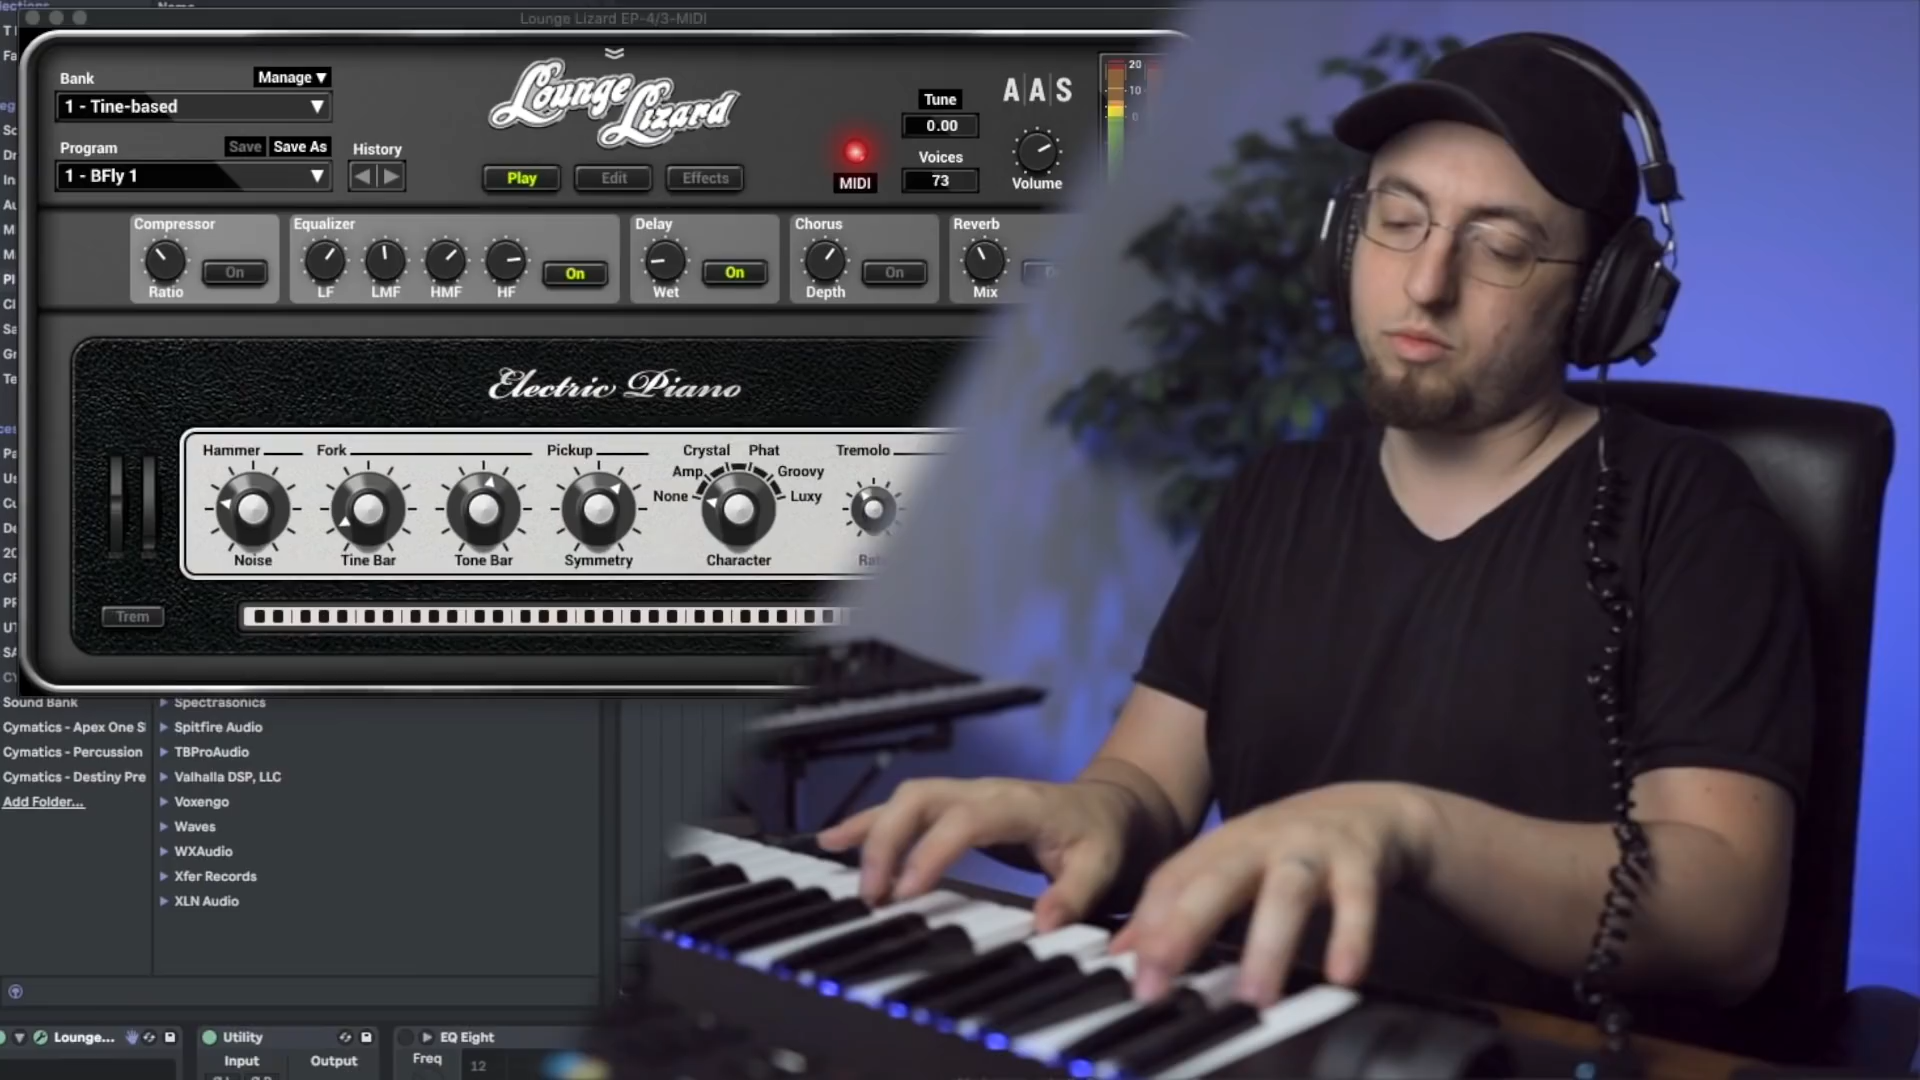 Lounge Lizard EP-4/3-MIDI
Bank
Manage
1 - Tine-based
Program
Save
Save As
1 - BFly 1
History
Lounge Lizard
Play
Edit
Effects
MIDI
Tune
0.00
Voices
73
A|A|S
Volume
20
10
0
Compressor
Ratio
On
Equalizer
LF
LMF
HMF
HF
On
Delay
Wet
On
Chorus
Depth
On
Reverb
Mix
Electric Piano
Hammer
Noise
Fork
Tine Bar
Tone Bar
Pickup
Symmetry
Crystal
Phat
Amp
Groovy
None
Luxy
Character
Tremolo
Trem
Sound Bank
Cymatics - Apex One S
Cymatics - Percussion
Cymatics - Destiny Pre
Add Folder...
Spectrasonics
Spitfire Audio
TBProAudio
Valhalla DSP, LLC
Voxengo
Waves
WXAudio
Xfer Records
XLN Audio
Lounge...
Utility
Input
Output
EQ Eight
Freq
12